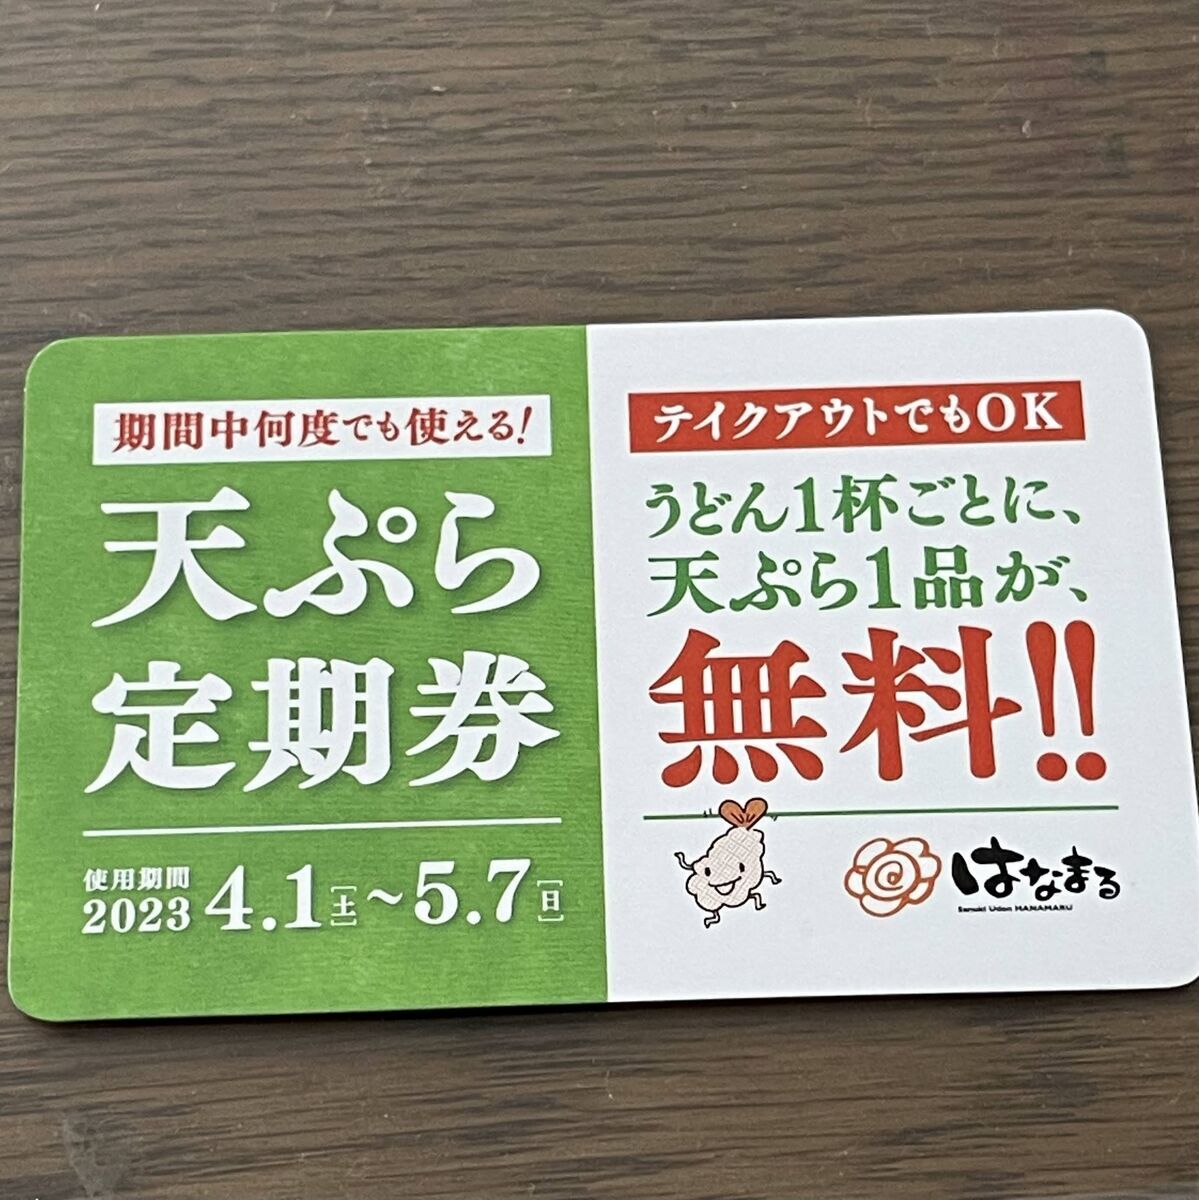 期間中何度でも使える!
天ぷら
定期券
使用期間
2023 4.1[土]~5.7[日]
テイクアウトでもOK
うどん1杯ごとに、
天ぷら1品が、
無料!!
はなまる
Sanuki Udon HANAMARU